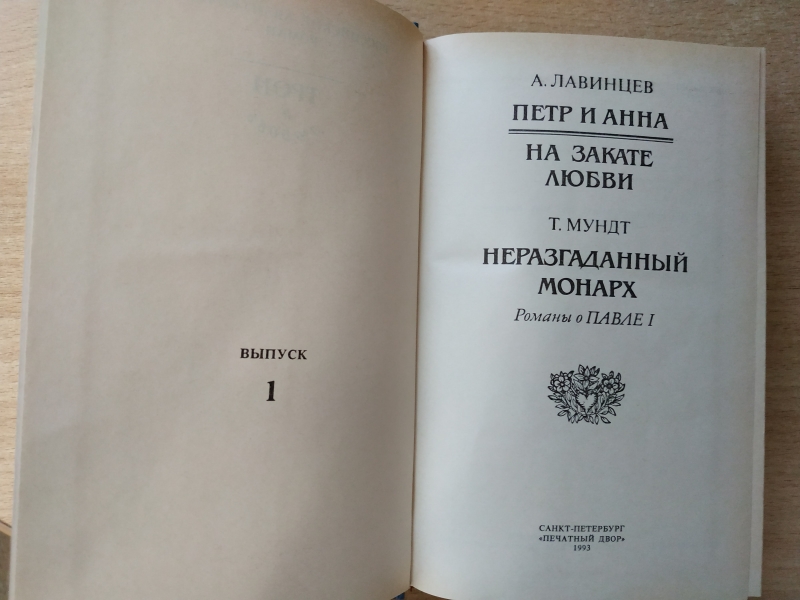 ВЫПУСК
1
А. ЛАВИНЦЕВ
ПЕТР И АННА
НА ЗАКАТЕ
ЛЮБВИ
Т. МУНДТ
НЕРАЗГАДАННЫЙ
МОНАРХ
Романы о ПАВЛЕ I
САНКТ-ПЕТЕРБУРГ
«ПЕЧАТНЫЙ ДВОР»
1993